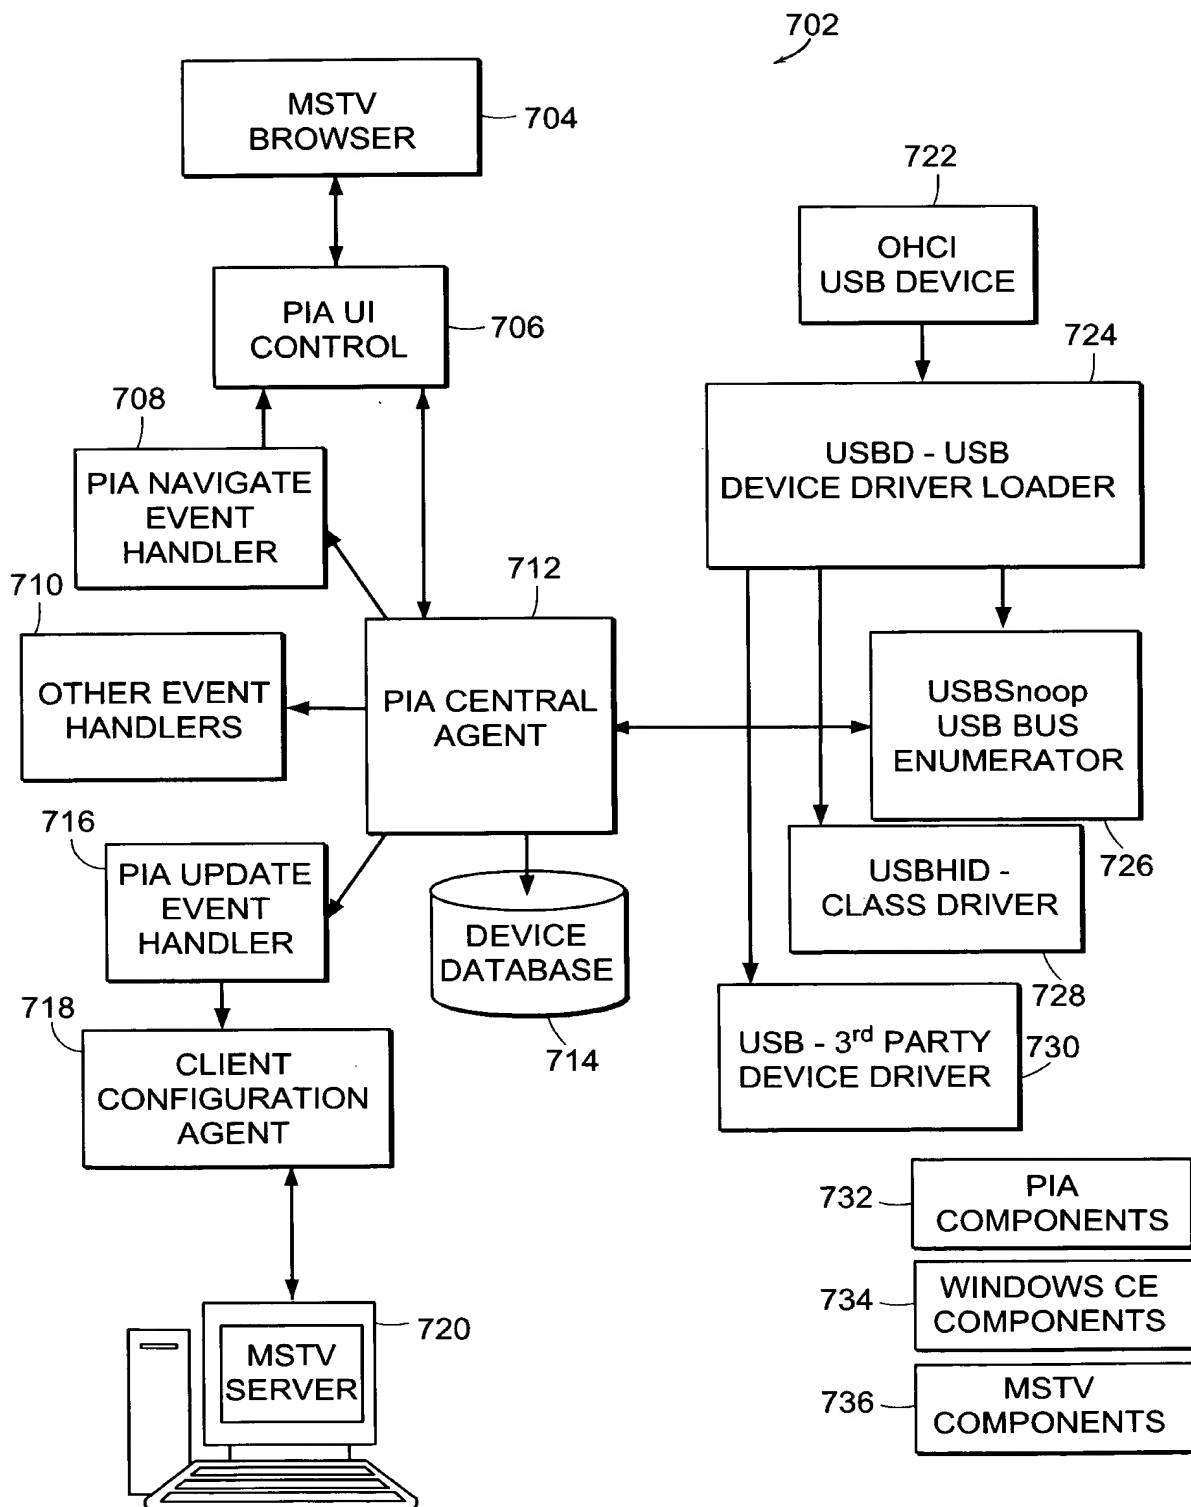 702
MSTV
BROWSER
704
722
OHCI
USB DEVICE
PIA UI
CONTROL
706
724
708
USBD - USB
DEVICE DRIVER LOADER
PIA NAVIGATE
EVENT
HANDLER
710
712
OTHER EVENT
HANDLERS
PIA CENTRAL
AGENT
USBSnoop
USB BUS
ENUMERATOR
716
726
PIA UPDATE
EVENT
HANDLER
USBHID -
CLASS DRIVER
DEVICE
DATABASE
728
718
714
USB - 3rd PARTY
DEVICE DRIVER
730
CLIENT
CONFIGURATION
AGENT
732
PIA
COMPONENTS
734
WINDOWS CE
COMPONENTS
720
MSTV
SERVER
736
MSTV
COMPONENTS